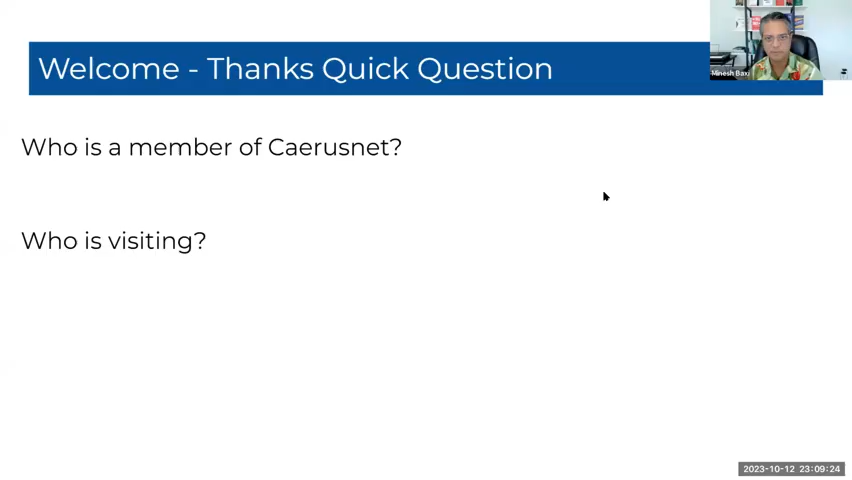 Welcome - Thanks Quick Question
Minesh Baxi
Who is a member of Caerusnet?
Who is visiting?
2023-10-12 23:09:24